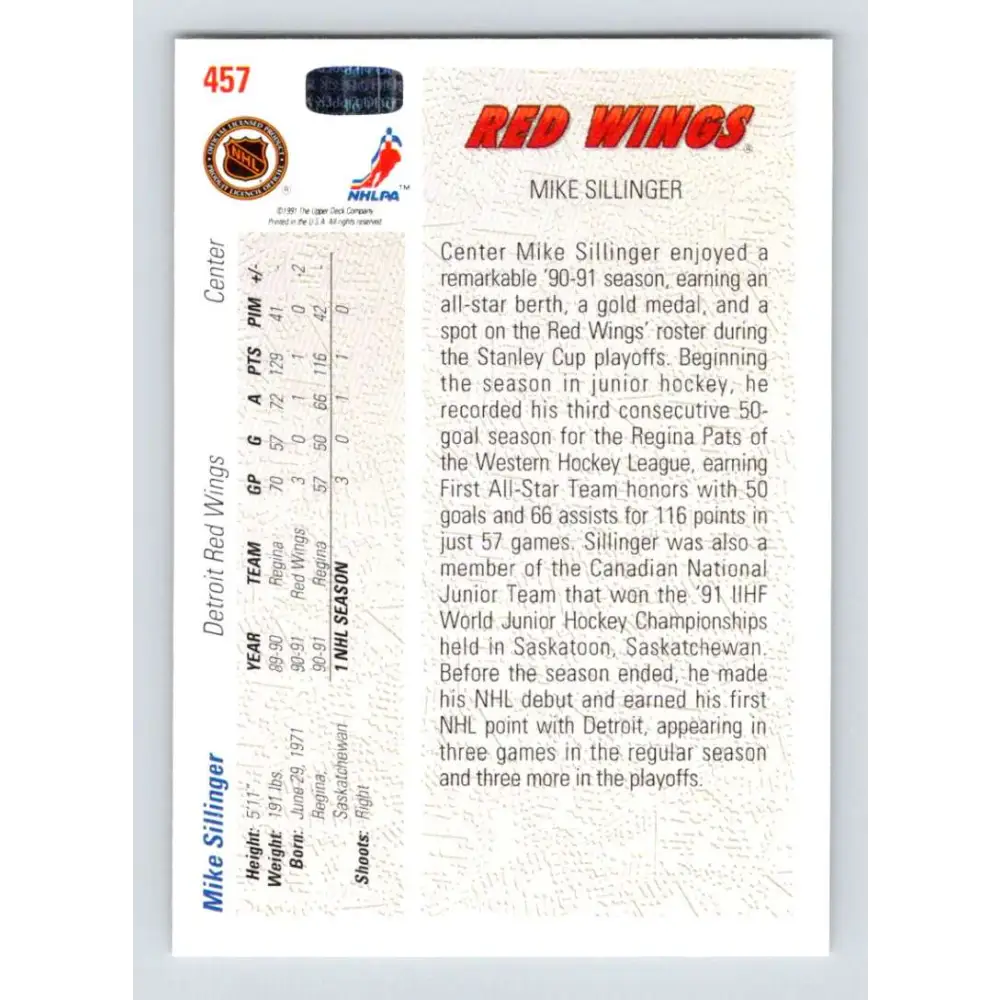 457
OFFICIAL LICENSED PRODUCT
NHL
PRODUIT LICENCIÉ OFFICIEL
®
NHLPA™
©1991 The Upper Deck Company
Printed in the U.S.A. All rights reserved
RED WINGS®
MIKE SILLINGER
Center Mike Sillinger enjoyed a
remarkable '90-91 season, earning an
all-star berth, a gold medal, and a
spot on the Red Wings' roster during
the Stanley Cup playoffs. Beginning
the season in junior hockey, he
recorded his third consecutive 50-
goal season for the Regina Pats of
the Western Hockey League, earning
First All-Star Team honors with 50
goals and 66 assists for 116 points in
just 57 games. Sillinger was also a
member of the Canadian National
Junior Team that won the '91 IIHF
World Junior Hockey Championships
held in Saskatoon, Saskatchewan.
Before the season ended, he made
his NHL debut and earned his first
NHL point with Detroit, appearing in
three games in the regular season
and three more in the playoffs.
Mike Sillinger Detroit Red Wings Center
Height: 5'11"
Weight: 191 lbs.
Born: June 29, 1971
Regina,
Saskatchewan
Shoots: Right
YEAR TEAM GP G A PTS PIM +/-
89-90 Regina 70 57 72 129 41
90-91 Red Wings 3 0 1 1 0 -2
90-91 Regina 57 50 66 116 42
1 NHL SEASON 3 0 1 1 0